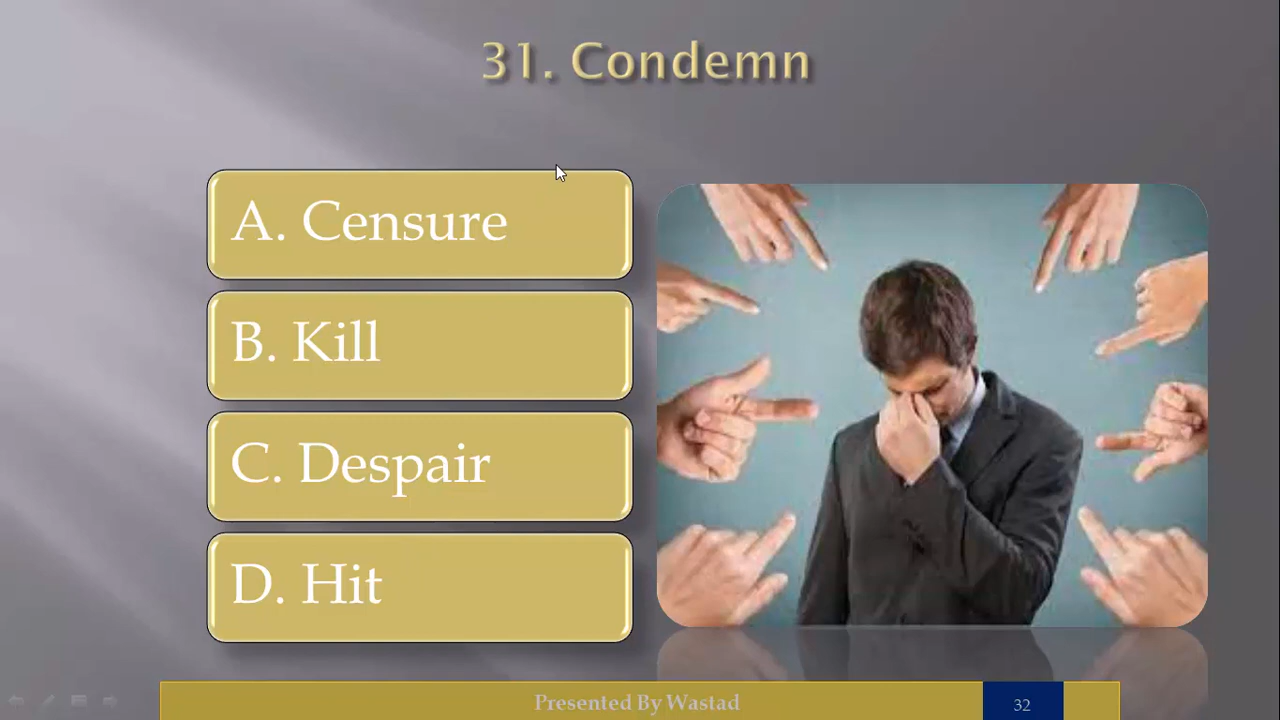 31. Condemn
A. Censure
B. Kill
C. Despair
D. Hit
Presented By Wastad
32